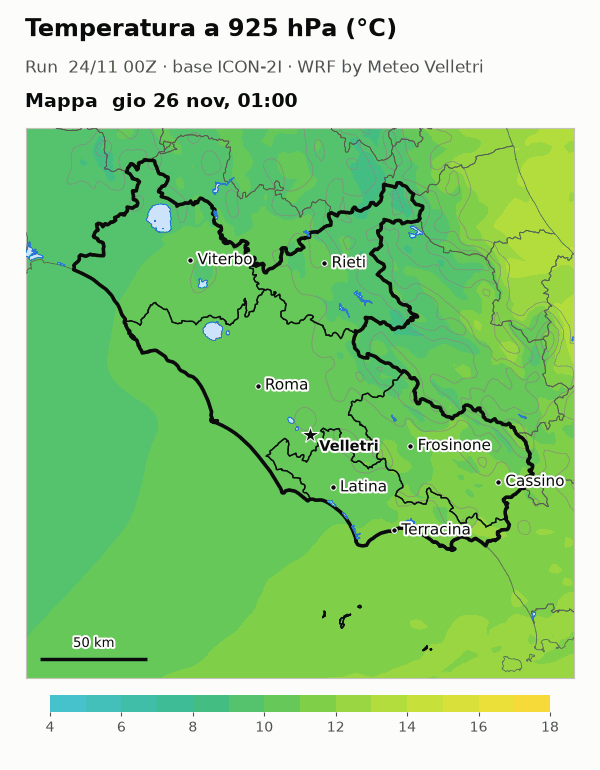 Temperatura a 925 hPa (°C)
Run  24/11 00Z · base ICON-2I · WRF by Meteo Velletri
Mappa  gio 26 nov, 01:00
Viterbo
Rieti
Roma
Velletri
Frosinone
Latina
Cassino
Terracina
50 km
4 6 8 10 12 14 16 18